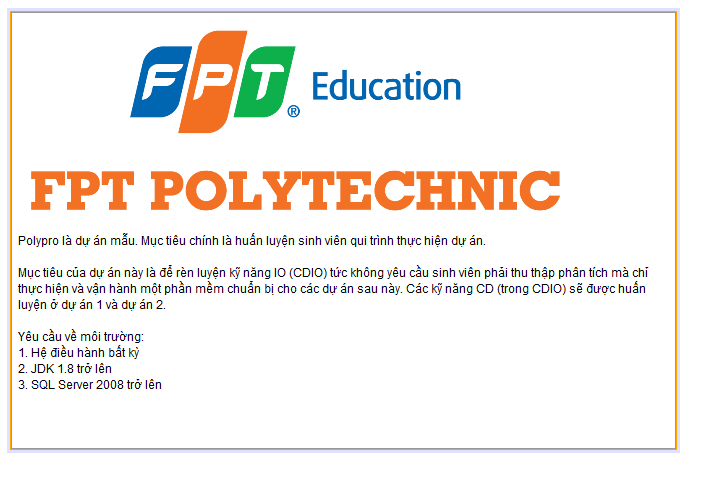 FPT® Education
FPT POLYTECHNIC
Polypro là dự án mẫu. Mục tiêu chính là huấn luyện sinh viên qui trình thực hiện dự án.
Mục tiêu của dự án này là để rèn luyện kỹ năng IO (CDIO) tức không yêu cầu sinh viên phải thu thập phân tích mà chỉ
thực hiện và vận hành một phần mềm chuẩn bị cho các dự án sau này. Các kỹ năng CD (trong CDIO) sẽ được huấn
luyện ở dự án 1 và dự án 2.
Yêu cầu về môi trường:
1. Hệ điều hành bất kỳ
2. JDK 1.8 trở lên
3. SQL Server 2008 trở lên